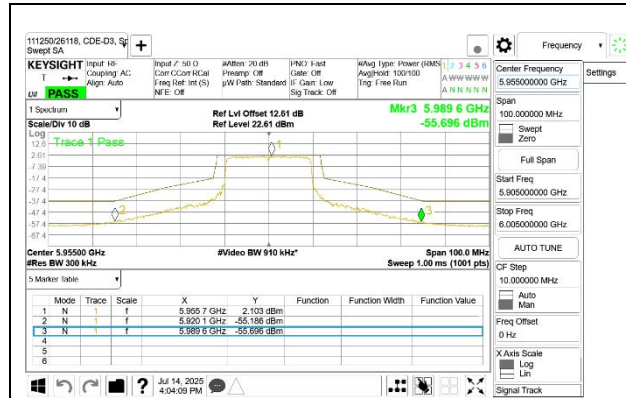 111250/26118, CDE-D3, S
Swept SA
KEYSIGHT
Input: RF
Coupling: AC
Align: Auto
Input Z: 50 Ω
Corr CCorr RCal
Freq Ref: Int (S)
NFE: Off
#Atten: 20 dB
Preamp: Off
µW Path: Standard
PNO: Fast
Gate: Off
IF Gain: Low
Sig Track: Off
#Avg Type: Power (RMS
Avg|Hold: 100/100
Trig: Free Run
1 2 3 4 5 6
A W W W W W
A N N N N N
PASS
1 Spectrum
Scale/Div 10 dB
Log
Ref Lvl Offset 12.61 dB
Ref Level 22.61 dBm
Mkr3 5.989 6 GHz
-55.696 dBm
Trace 1 Pass
12.6
2.61
-7.39
-17.4
-27.4
-37.4
-47.4
-57.4
-67.4
1
2
3
Center 5.95500 GHz
#Res BW 300 kHz
#Video BW 910 kHz*
Span 100.0 MHz
Sweep 1.00 ms (1001 pts)
5 Marker Table
Mode Trace Scale X Y Function Function Width Function Value
1 N 1 f 5.955 7 GHz 2.103 dBm
2 N 1 f 5.920 1 GHz -55.186 dBm
3 N 1 f 5.989 6 GHz -55.696 dBm
4
5
6
Jul 14, 2025
4:04:09 PM
Frequency
Settings
Center Frequency
5.955000000 GHz
Span
100.000000 MHz
Swept
Zero
Full Span
Start Freq
5.905000000 GHz
Stop Freq
6.005000000 GHz
AUTO TUNE
CF Step
10.000000 MHz
Auto
Man
Freq Offset
0 Hz
X Axis Scale
Log
Lin
Signal Track